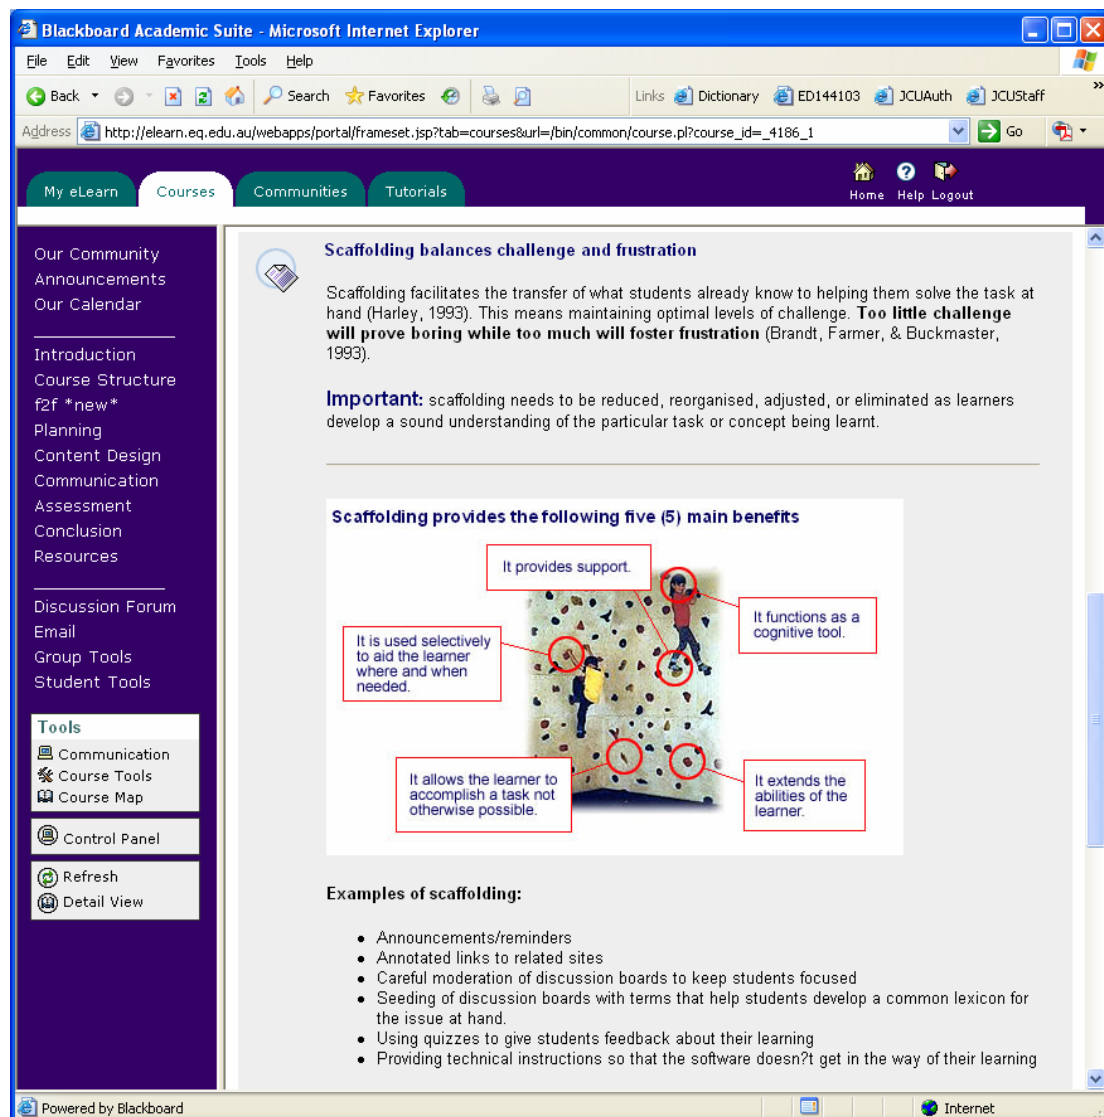 Blackboard Academic Suite - Microsoft Internet Explorer
File Edit View Favorites Tools Help
Back Search Favorites Links Dictionary ED144103 JCUAuth JCUStaff »
Address http://elearn.eq.edu.au/webapps/portal/frameset.jsp?tab=courses&url=/bin/common/course.pl?course_id=_4186_1 Go
My eLearn Courses Communities Tutorials Home Help Logout
Our Community
Announcements
Our Calendar
Introduction
Course Structure
f2f *new*
Planning
Content Design
Communication
Assessment
Conclusion
Resources
Discussion Forum
Email
Group Tools
Student Tools
Tools
Communication
Course Tools
Course Map
Control Panel
Refresh
Detail View
Scaffolding balances challenge and frustration
Scaffolding facilitates the transfer of what students already know to helping them solve the task at
hand (Harley, 1993). This means maintaining optimal levels of challenge. Too little challenge
will prove boring while too much will foster frustration (Brandt, Farmer, & Buckmaster,
1993).
Important: scaffolding needs to be reduced, reorganised, adjusted, or eliminated as learners
develop a sound understanding of the particular task or concept being learnt.
Scaffolding provides the following five (5) main benefits
It provides support.
It functions as a
cognitive tool.
It is used selectively
to aid the learner
where and when
needed.
It allows the learner to
accomplish a task not
otherwise possible.
It extends the
abilities of the
learner.
Examples of scaffolding:
• Announcements/reminders
• Annotated links to related sites
• Careful moderation of discussion boards to keep students focused
• Seeding of discussion boards with terms that help students develop a common lexicon for
the issue at hand.
• Using quizzes to give students feedback about their learning
• Providing technical instructions so that the software doesn?t get in the way of their learning
Powered by Blackboard Internet